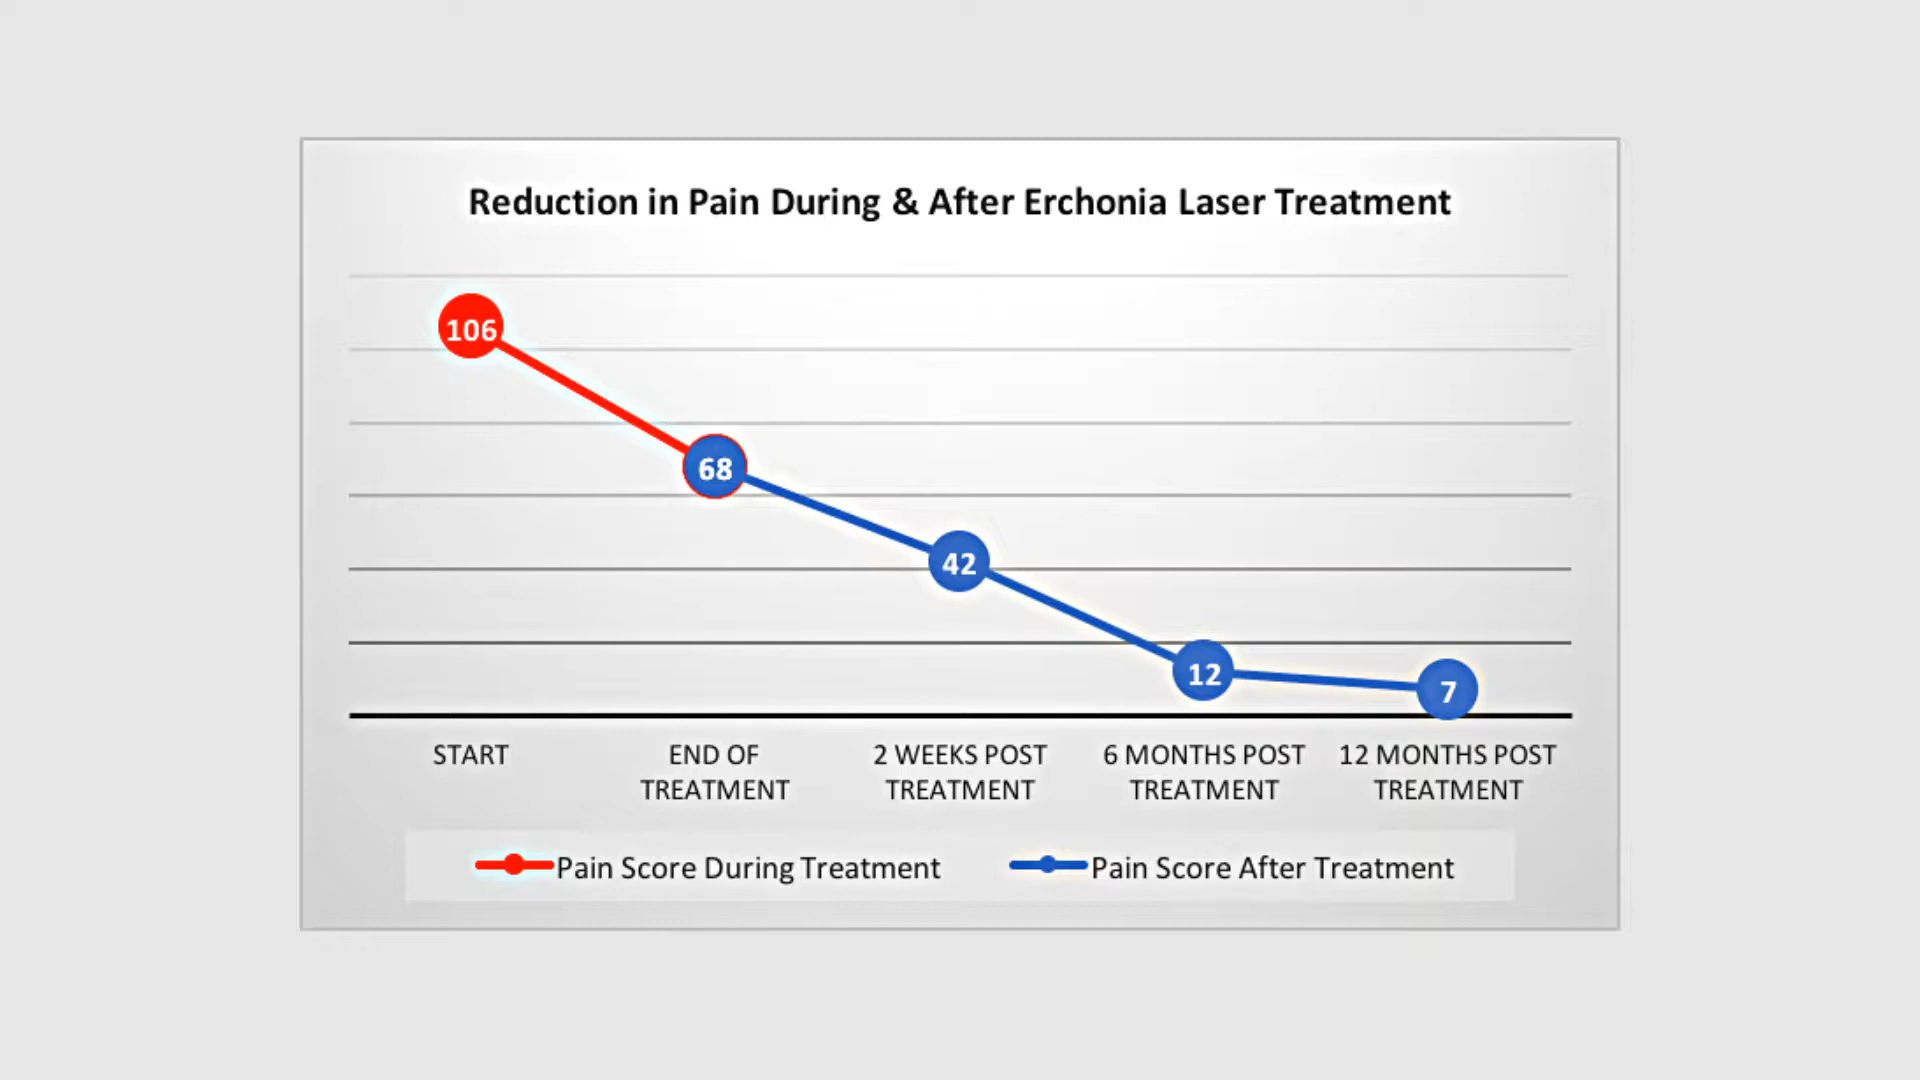 Reduction in Pain During & After Erchonia Laser Treatment
106
68
42
12
7
START
END OF
TREATMENT
2 WEEKS POST
TREATMENT
6 MONTHS POST
TREATMENT
12 MONTHS POST
TREATMENT
Pain Score During Treatment
Pain Score After Treatment